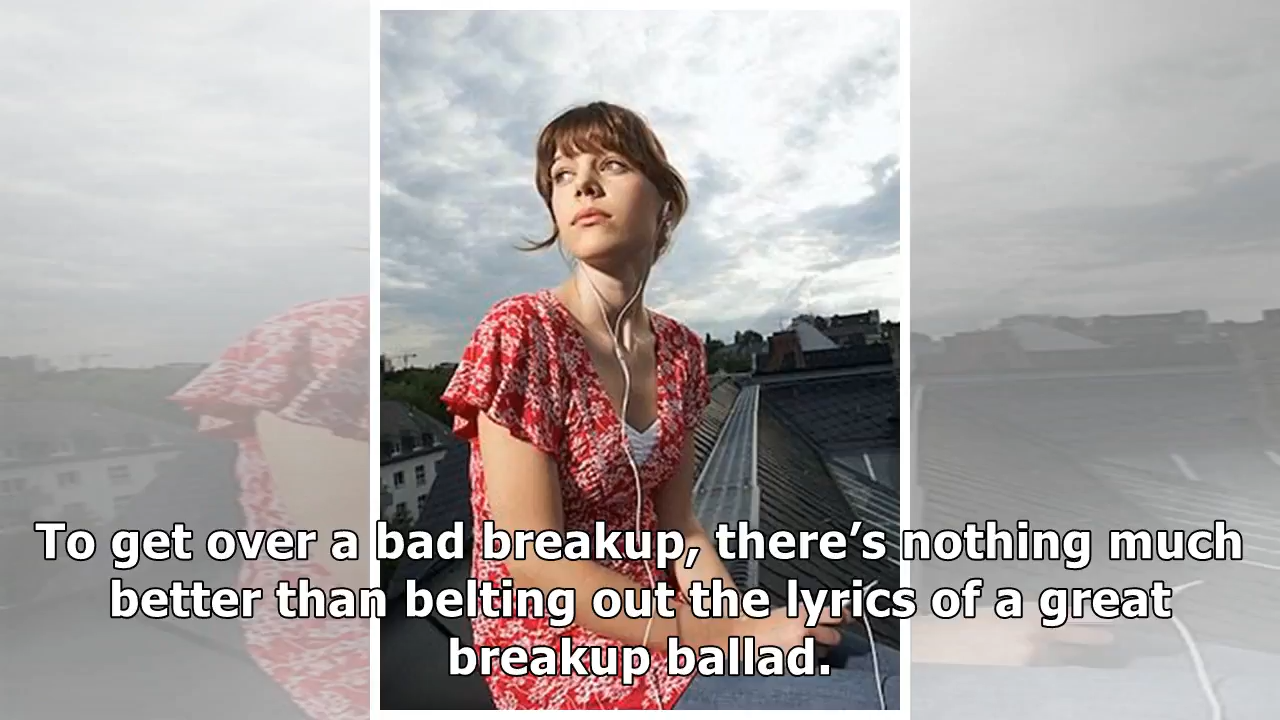 To get over a bad breakup, there’s nothing much
better than belting out the lyrics of a great
breakup ballad.